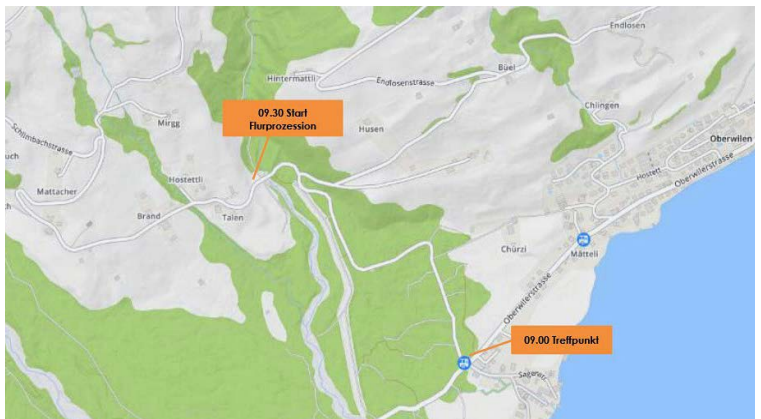 Endlosen
Büel
Hintermattli
Endlosenstrasse
Chlingen
09.30 Start
Flurprozession
Mirgg
Husen
Schlimbachstrasse
Oberwilen
Hostett
Oberwilerstrasse
Hostettli
Mattacher
Brand
Talen
Chürzi
Mätteli
Oberwilerstrasse
09.00 Treffpunkt